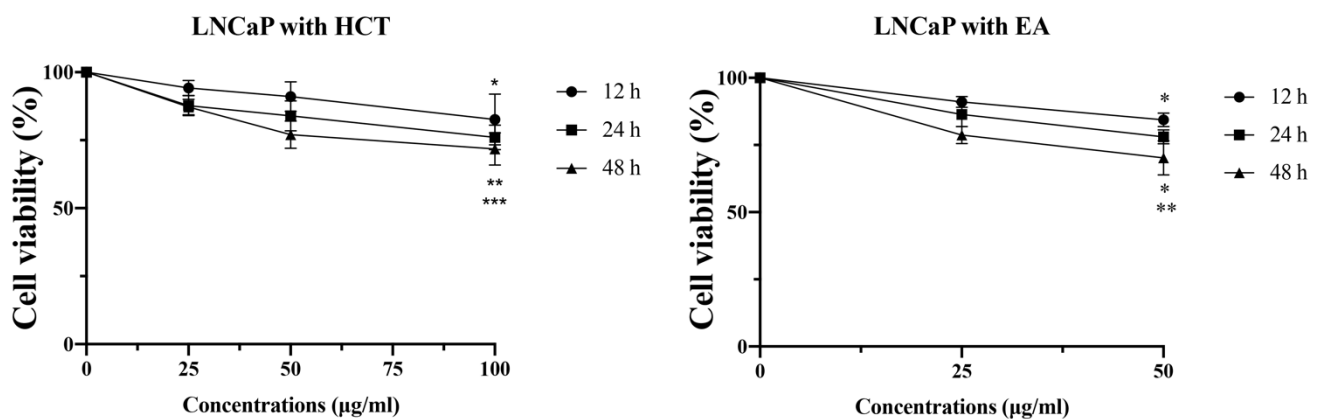 LNCaP with HCT
Cell viability (%)
100
50
0
*
**
***
0 25 50 75 100
Concentrations (μg/ml)
12 h
24 h
48 h
LNCaP with EA
Cell viability (%)
100
50
0
*
*
**
0 25 50
Concentrations (μg/ml)
12 h
24 h
48 h